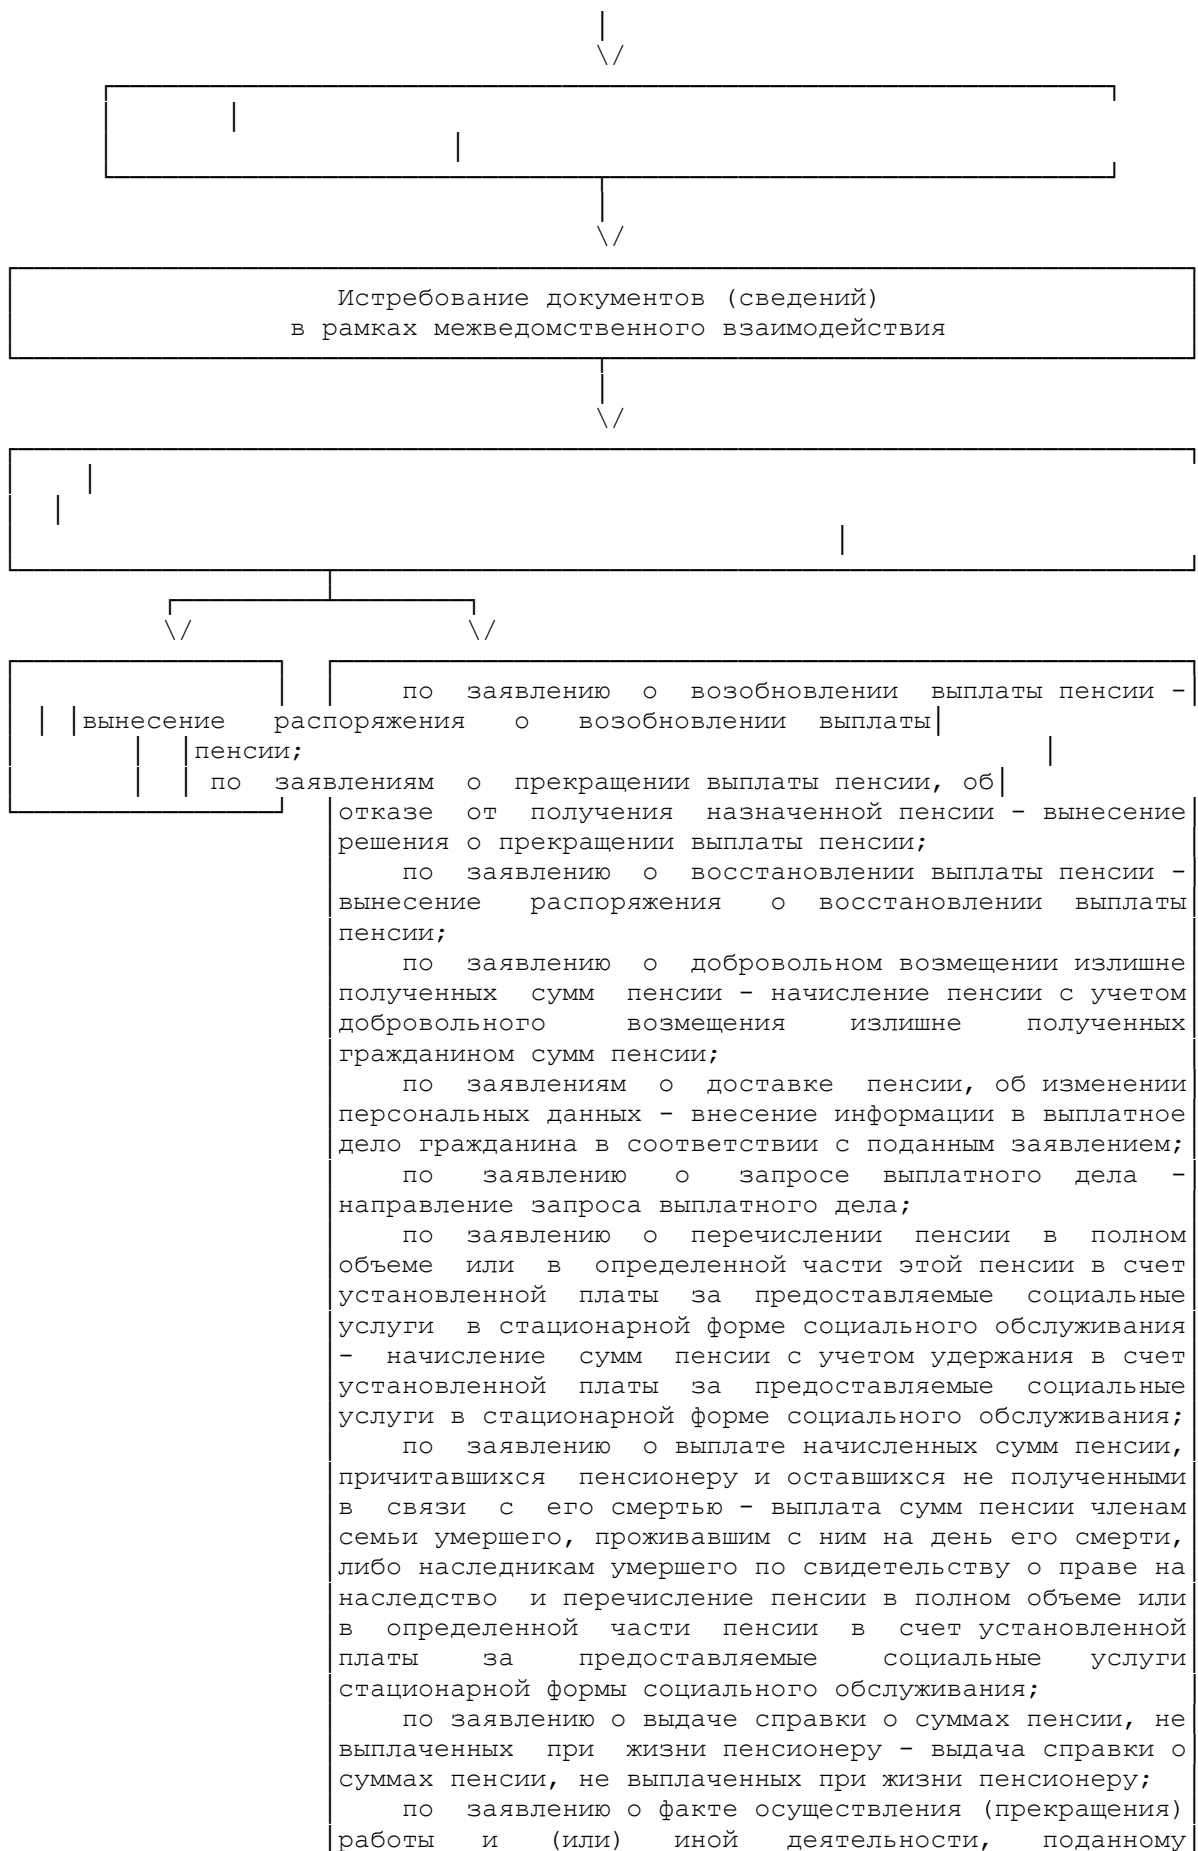 Истребование документов (сведений)
в рамках межведомственного взаимодействия
по заявлению о возобновлении выплаты пенсии -
вынесение распоряжения о возобновлении выплаты
пенсии;
по заявлениям о прекращении выплаты пенсии, об
отказе от получения назначенной пенсии - вынесение
решения о прекращении выплаты пенсии;
по заявлению о восстановлении выплаты пенсии -
вынесение распоряжения о восстановлении выплаты
пенсии;
по заявлению о добровольном возмещении излишне
полученных сумм пенсии - начисление пенсии с учетом
добровольного возмещения излишне полученных
гражданином сумм пенсии;
по заявлениям о доставке пенсии, об изменении
персональных данных - внесение информации в выплатное
дело гражданина в соответствии с поданным заявлением;
по заявлению о запросе выплатного дела -
направление запроса выплатного дела;
по заявлению о перечислении пенсии в полном
объеме или в определенной части этой пенсии в счет
установленной платы за предоставляемые социальные
услуги в стационарной форме социального обслуживания
- начисление сумм пенсии с учетом удержания в счет
установленной платы за предоставляемые социальные
услуги в стационарной форме социального обслуживания;
по заявлению о выплате начисленных сумм пенсии,
причитавшихся пенсионеру и оставшихся не полученными
в связи с его смертью - выплата сумм пенсии членам
семьи умершего, проживавшим с ним на день его смерти,
либо наследникам умершего по свидетельству о праве на
наследство и перечисление пенсии в полном объеме или
в определенной части пенсии в счет установленной
платы за предоставляемые социальные услуги
стационарной формы социального обслуживания;
по заявлению о выдаче справки о суммах пенсии, не
выплаченных при жизни пенсионеру - выдача справки о
суммах пенсии, не выплаченных при жизни пенсионеру;
по заявлению о факте осуществления (прекращения)
работы и (или) иной деятельности, поданному